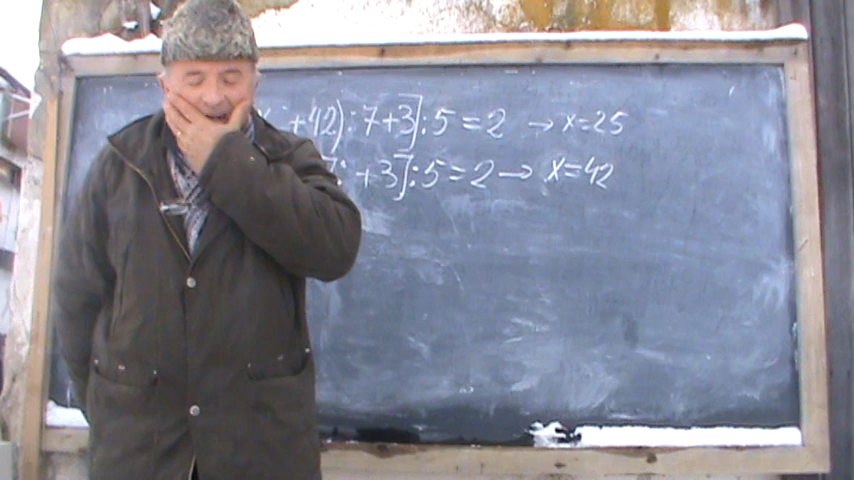 +42):7+3]:5=2 → x=25
+3]:5=2 → x=42